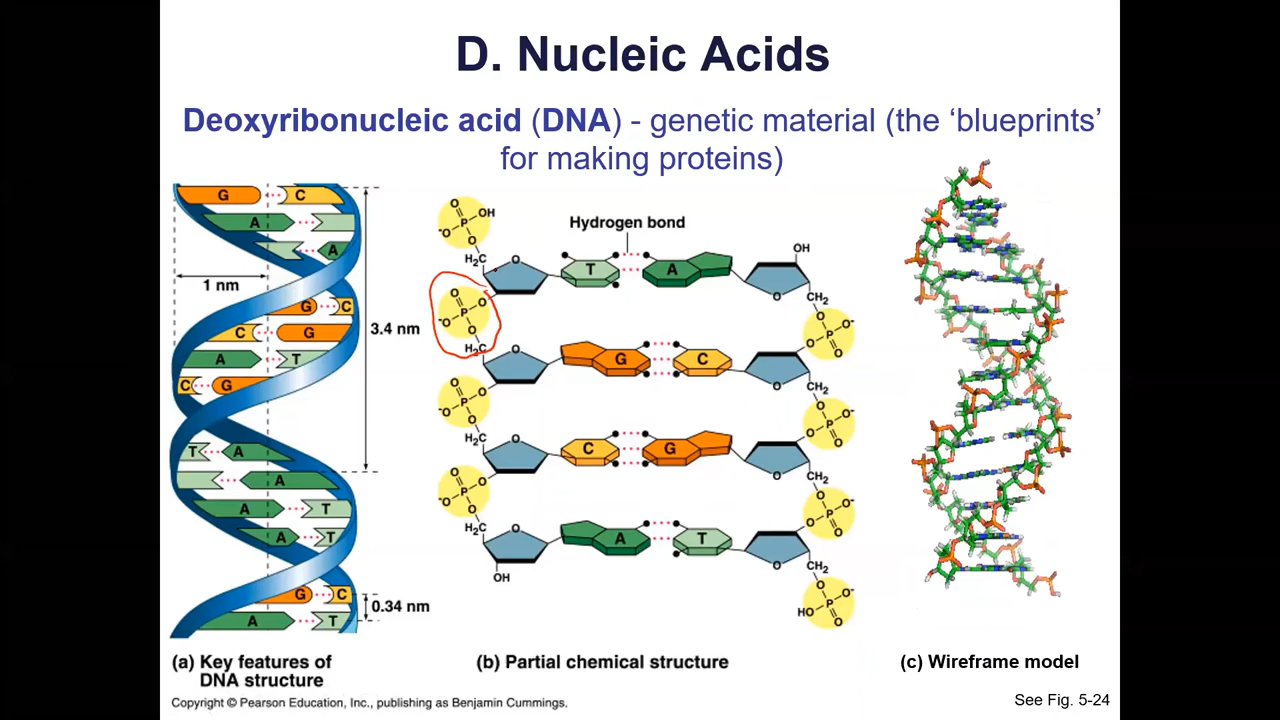 D. Nucleic Acids
Deoxyribonucleic acid (DNA) - genetic material (the ‘blueprints’
for making proteins)
G C
A
A
1 nm
G C
C G
3.4 nm
A T
C G
T A
A
A T
A T
G C
0.34 nm
A T
(a) Key features of
DNA structure
Hydrogen bond
O
P OH
-O
O
H₂C O
T A
OH
O
O
P O
-O
O
CH₂
O
P O-
O
O
H₂C O
G C
O
O
P O
-O
O
CH₂
O
P O-
O
O
H₂C O
C G
O
O
P O
-O
O
CH₂
O
P O-
O
O
H₂C O
A T
O
OH
CH₂
O
HO P O-
O
(b) Partial chemical structure
(c) Wireframe model
Copyright © Pearson Education, Inc., publishing as Benjamin Cummings.
See Fig. 5-24